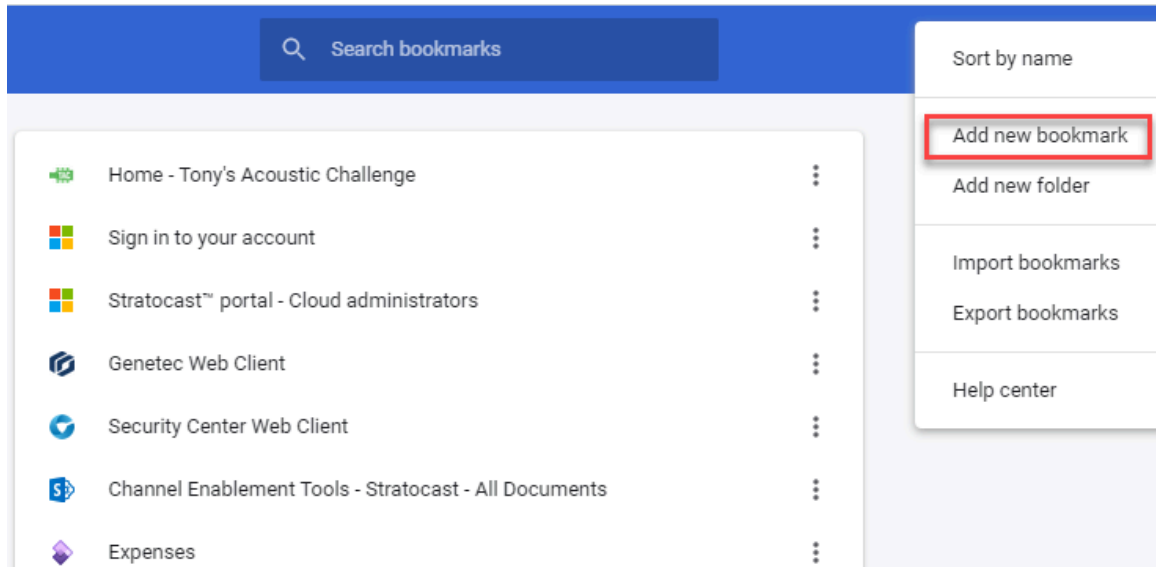 Search bookmarks
Home - Tony's Acoustic Challenge
Sign in to your account
Stratocast™ portal - Cloud administrators
Genetec Web Client
Security Center Web Client
Channel Enablement Tools - Stratocast - All Documents
Expenses
Sort by name
Add new bookmark
Add new folder
Import bookmarks
Export bookmarks
Help center